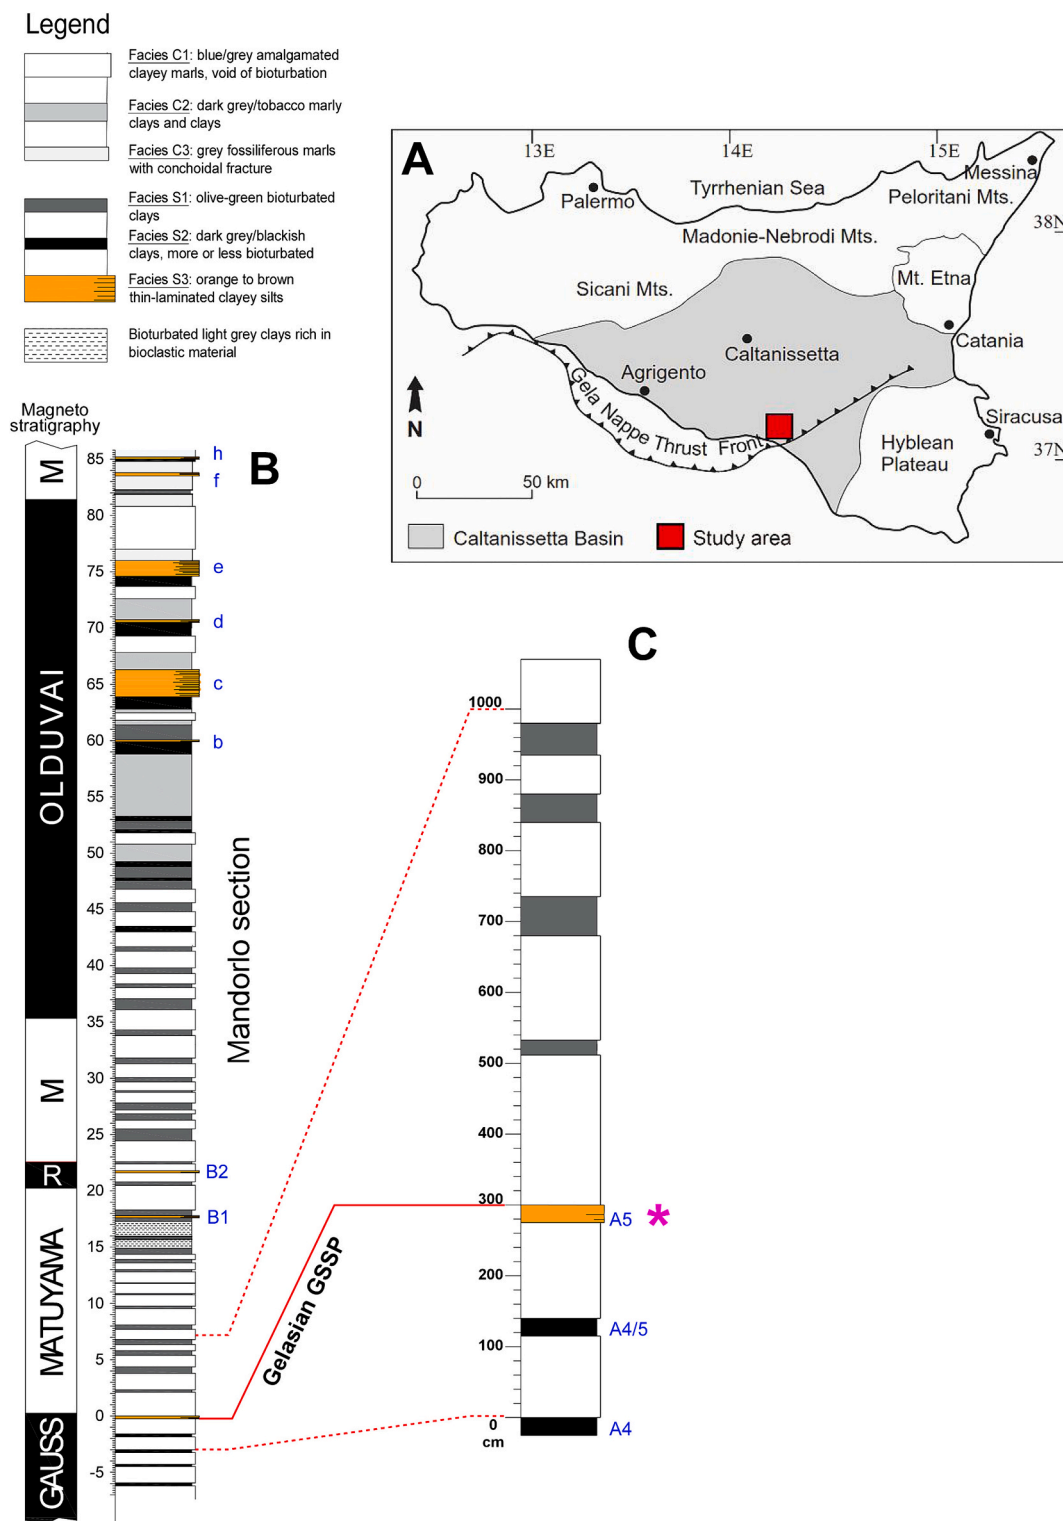 Legend
Facies C1: blue/grey amalgamated
clayey marls, void of bioturbation
Facies C2: dark grey/tobacco marly
clays and clays
Facies C3: grey fossiliferous marls
with conchoidal fracture
Facies S1: olive-green bioturbated
clays
Facies S2: dark grey/blackish
clays, more or less bioturbated
Facies S3: orange to brown
thin-laminated clayey silts
Bioturbated light grey clays rich in
bioclastic material
A
13E
14E
15E
38N
37N
Messina
Palermo
Tyrrhenian Sea
Peloritani Mts.
Madonie-Nebrodi Mts.
Sicani Mts.
Mt. Etna
Catania
Caltanissetta
Agrigento
Gela Nappe Thrust Front
Siracusa
Hyblean
Plateau
N
0
50 km
Caltanissetta Basin
Study area
Magneto
stratigraphy
B
M
OLDUVAI
M
R
MATUYAMA
GAUSS
85
80
75
70
65
60
55
50
45
40
35
30
25
20
15
10
5
0
-5
h
f
e
d
c
b
B2
B1
Mandorlo section
Gelasian GSSP
C
1000
900
800
700
600
500
400
300
200
100
0
cm
A5 *
A4/5
A4